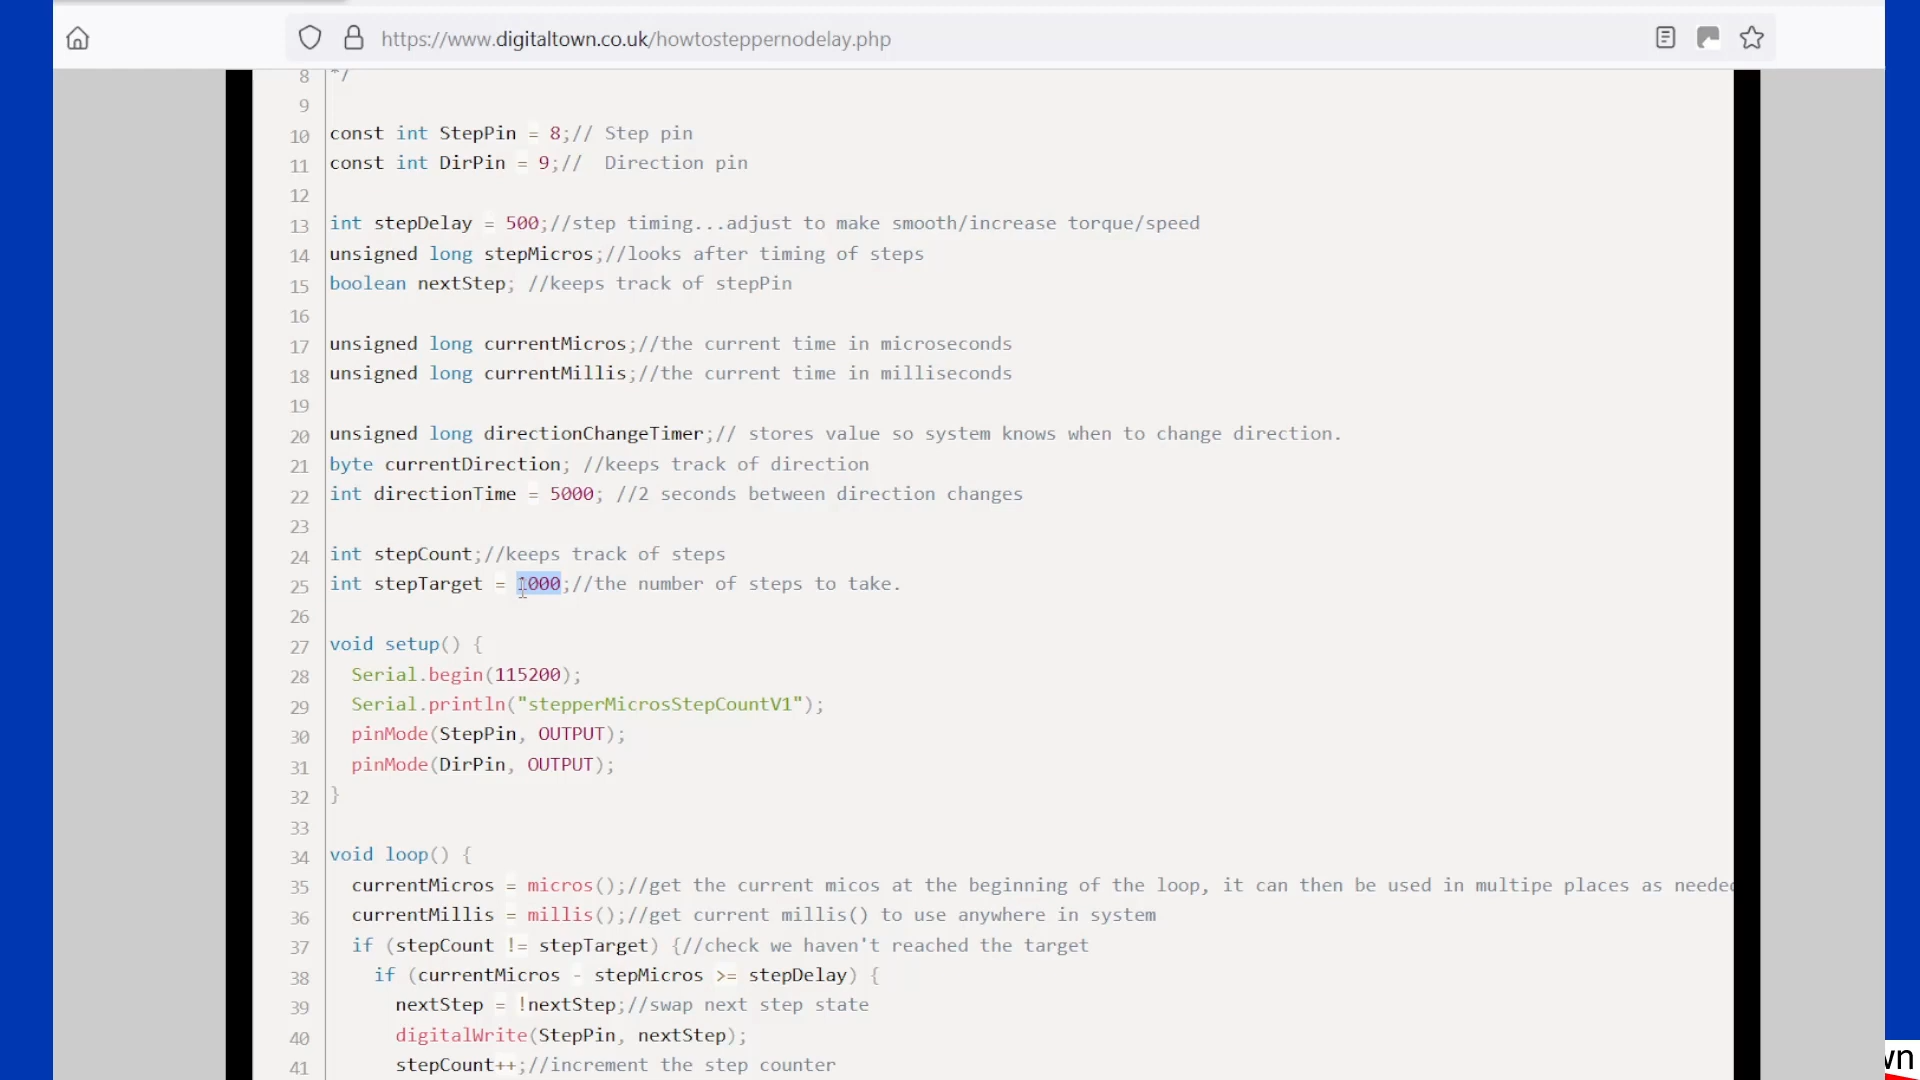 https://www.digitaltown.co.uk/howtosteppernodelay.php
8 */
9
10 const int StepPin = 8;// Step pin
11 const int DirPin = 9;//  Direction pin
12
13 int stepDelay = 500;//step timing...adjust to make smooth/increase torque/speed
14 unsigned long stepMicros;//looks after timing of steps
15 boolean nextStep; //keeps track of stepPin
16
17 unsigned long currentMicros;//the current time in microseconds
18 unsigned long currentMillis;//the current time in milliseconds
19
20 unsigned long directionChangeTimer;// stores value so system knows when to change direction.
21 byte currentDirection; //keeps track of direction
22 int directionTime = 5000; //2 seconds between direction changes
23
24 int stepCount;//keeps track of steps
25 int stepTarget = 1000;//the number of steps to take.
26
27 void setup() {
28   Serial.begin(115200);
29   Serial.println("stepperMicrosStepCountV1");
30   pinMode(StepPin, OUTPUT);
31   pinMode(DirPin, OUTPUT);
32 }
33
34 void loop() {
35   currentMicros = micros();//get the current micos at the beginning of the loop, it can then be used in multipe places as needed
36   currentMillis = millis();//get current millis() to use anywhere in system
37   if (stepCount != stepTarget) {//check we haven't reached the target
38     if (currentMicros - stepMicros >= stepDelay) {
39       nextStep = !nextStep;//swap next step state
40       digitalWrite(StepPin, nextStep);
41       stepCount++;//increment the step counter
wn